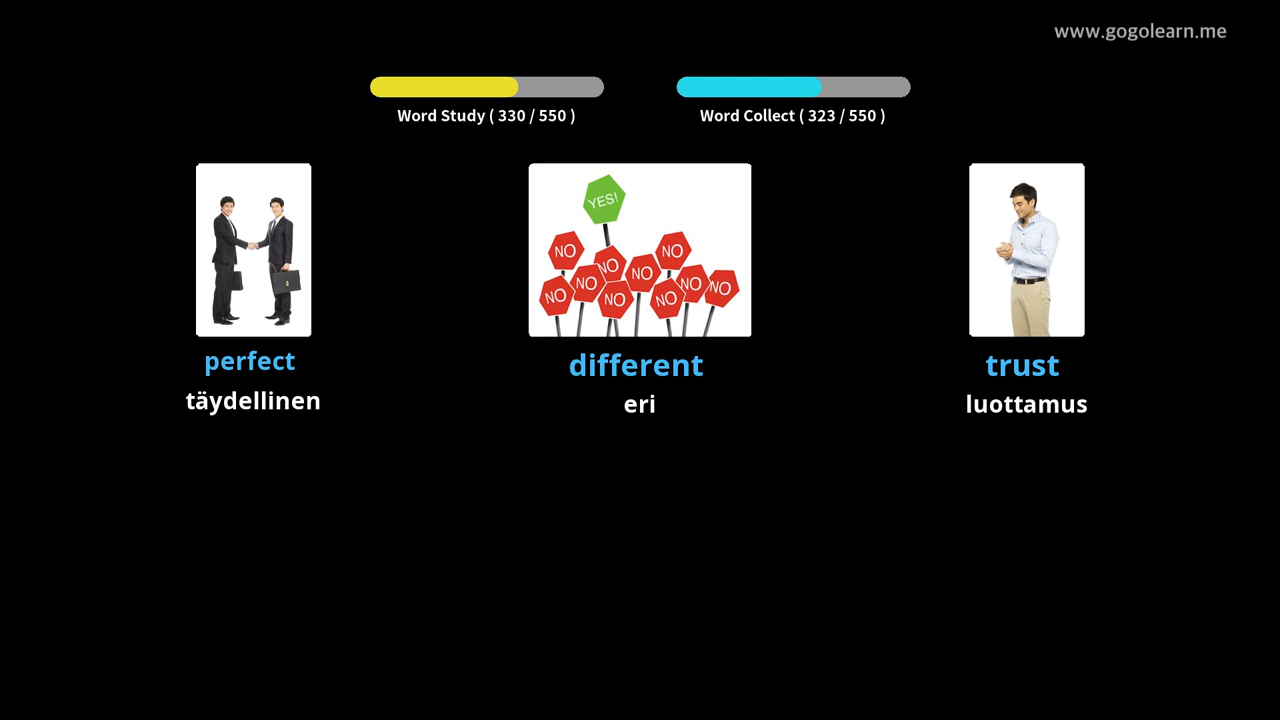 www.gogolearn.me
Word Study ( 330 / 550 )
Word Collect ( 323 / 550 )
YES!
NO
NO
NO
NO
NO
NO
NO
NO
NO
NO
perfect
different
trust
täydellinen
eri
luottamus